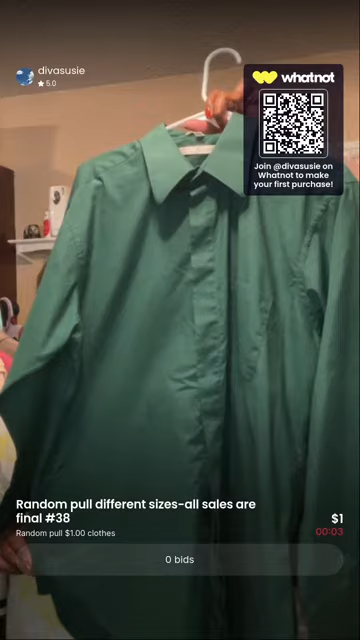 divasusie
★ 5.0
whatnot
Join @divasusie on
Whatnot to make
your first purchase!
Random pull different sizes-all sales are
final #38
$1
Random pull $1.00 clothes
00:03
0 bids